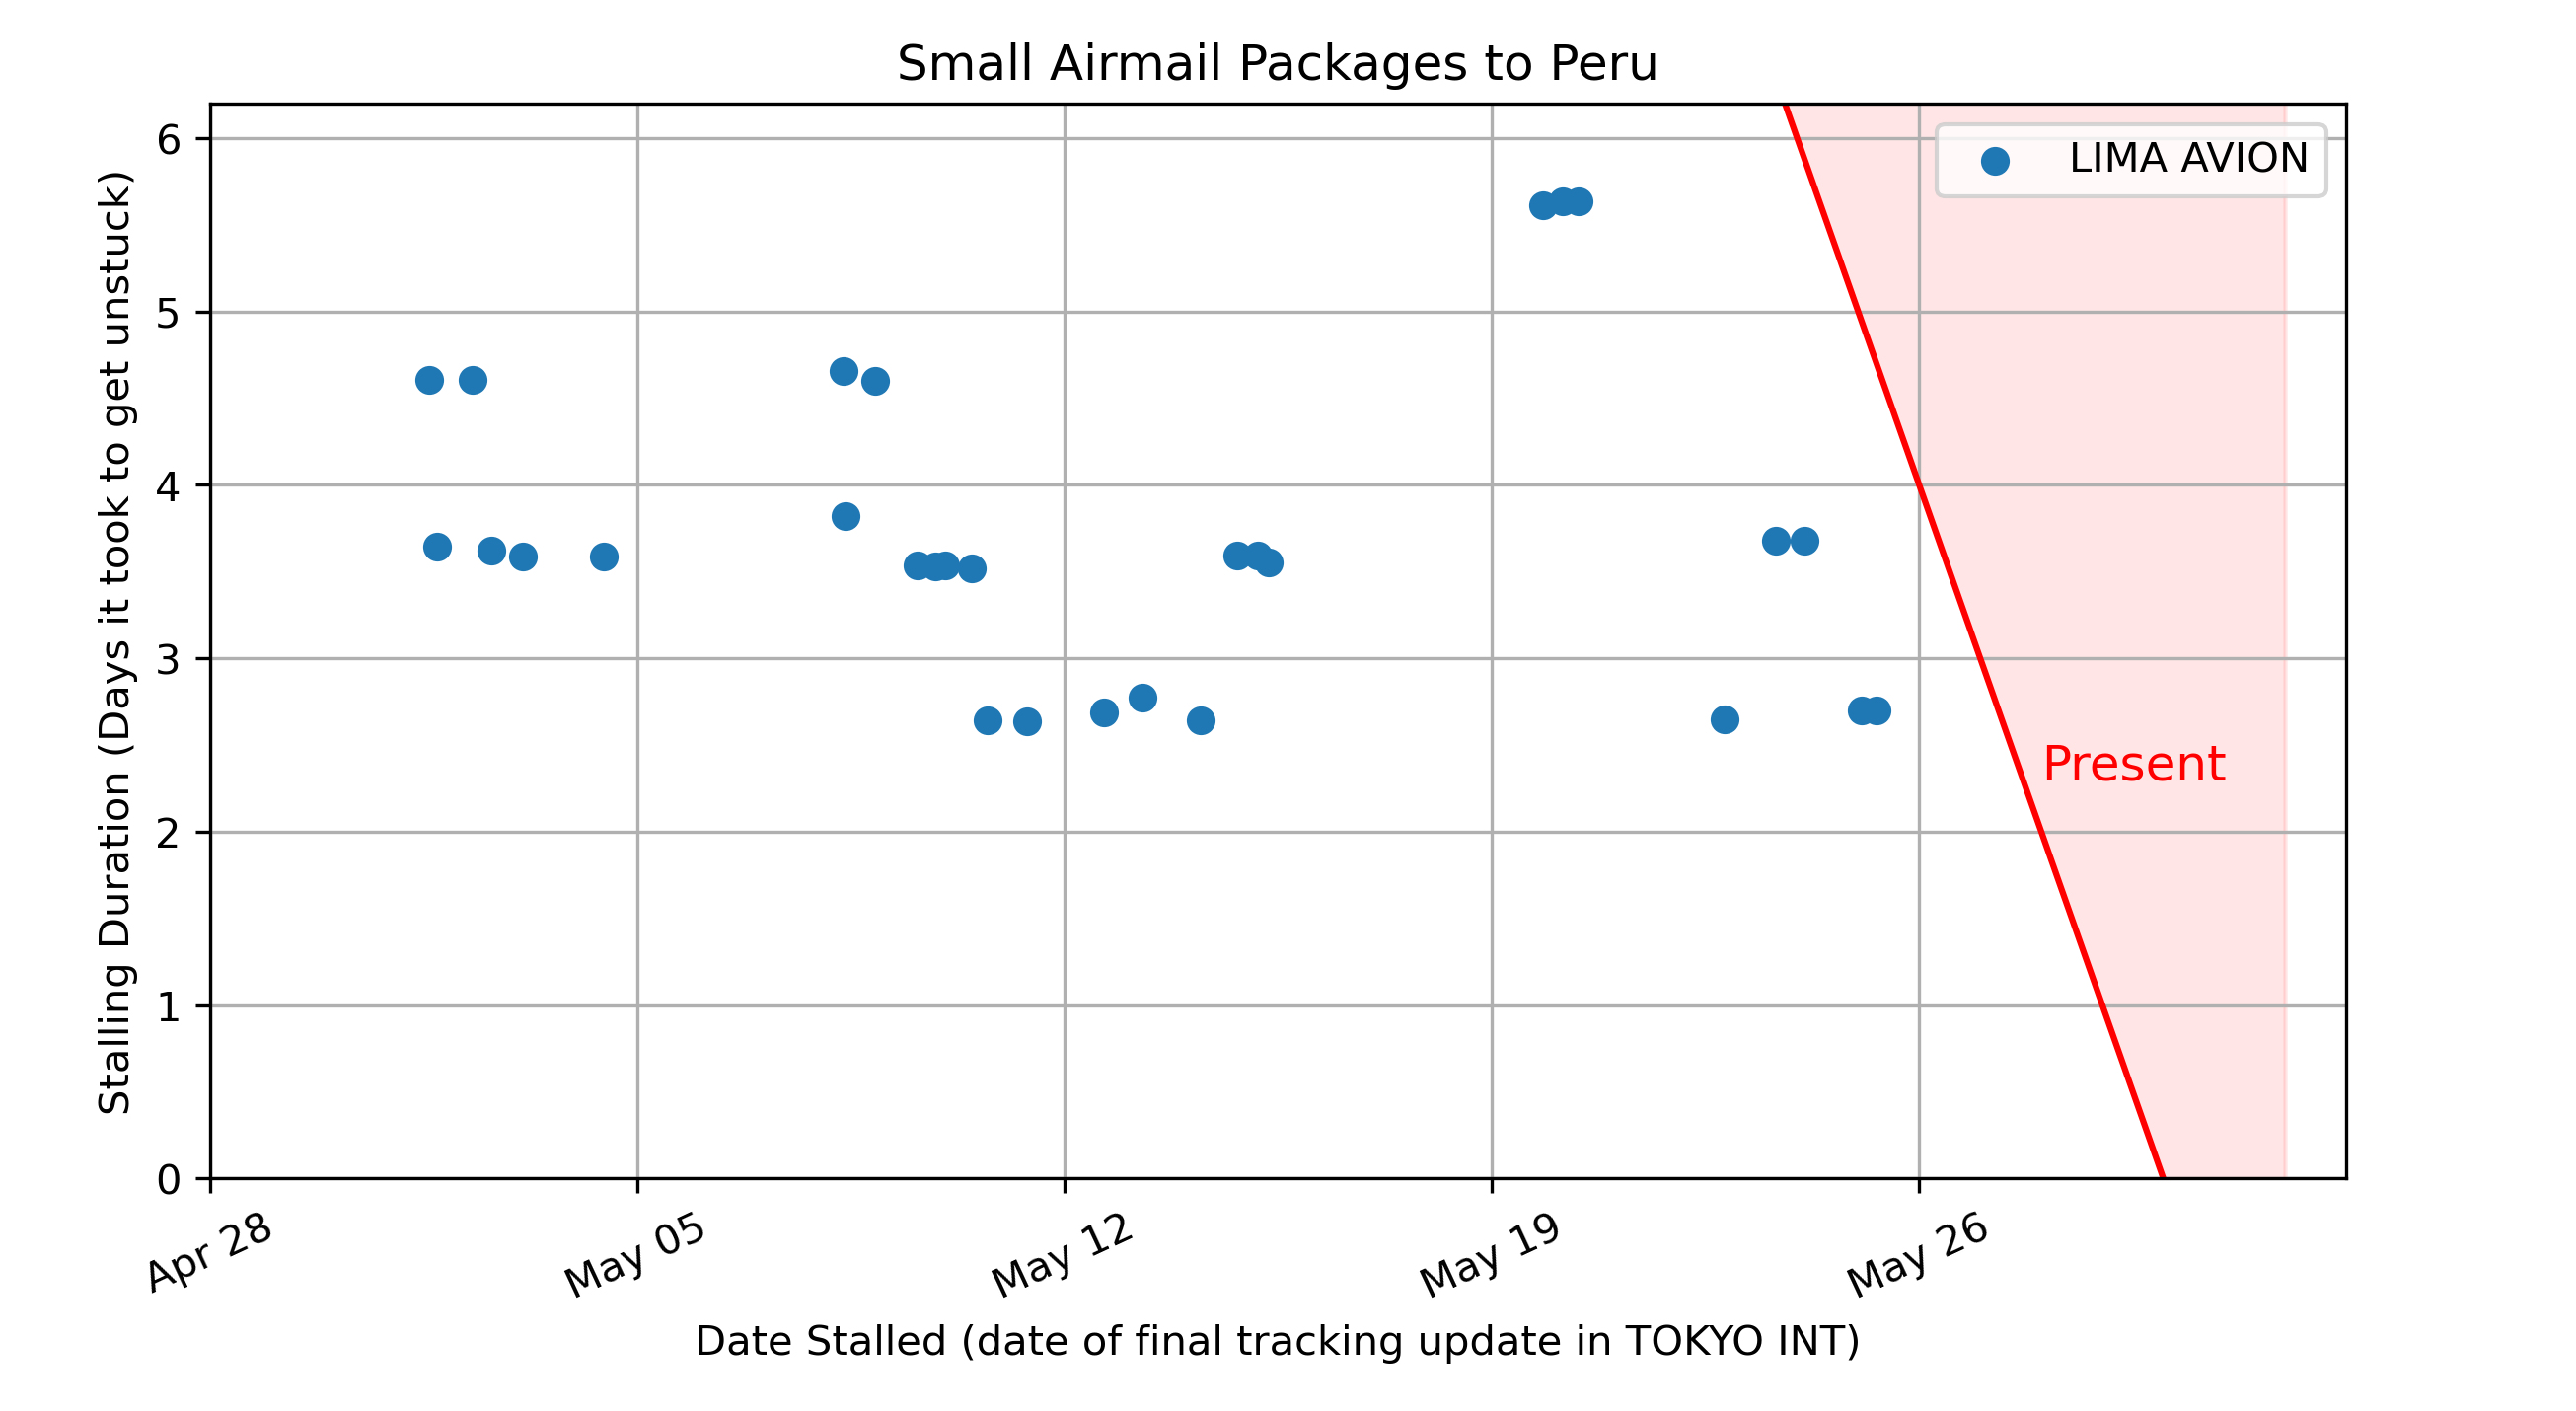 Small Airmail Packages to Peru
LIMA AVION
Stalling Duration (Days it took to get unstuck)
6
5
4
3
2
1
0
Present
Apr 28
May 05
May 12
May 19
May 26
Date Stalled (date of final tracking update in TOKYO INT)